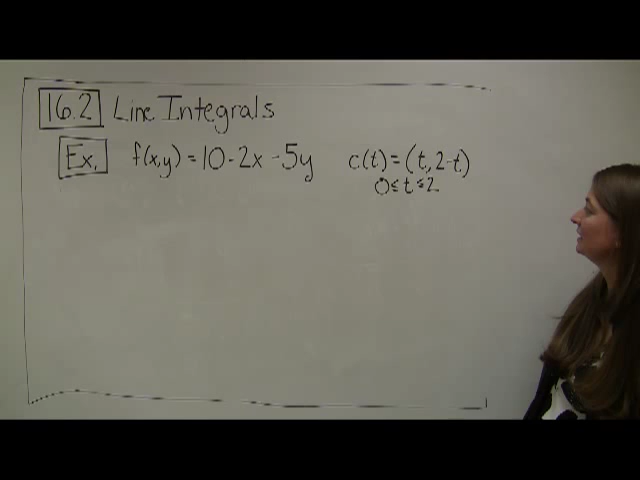 16.2 Line Integrals
Ex. f(x,y) = 10 - 2x - 5y c(t) = (t, 2-t)
0 ≤ t ≤ 2